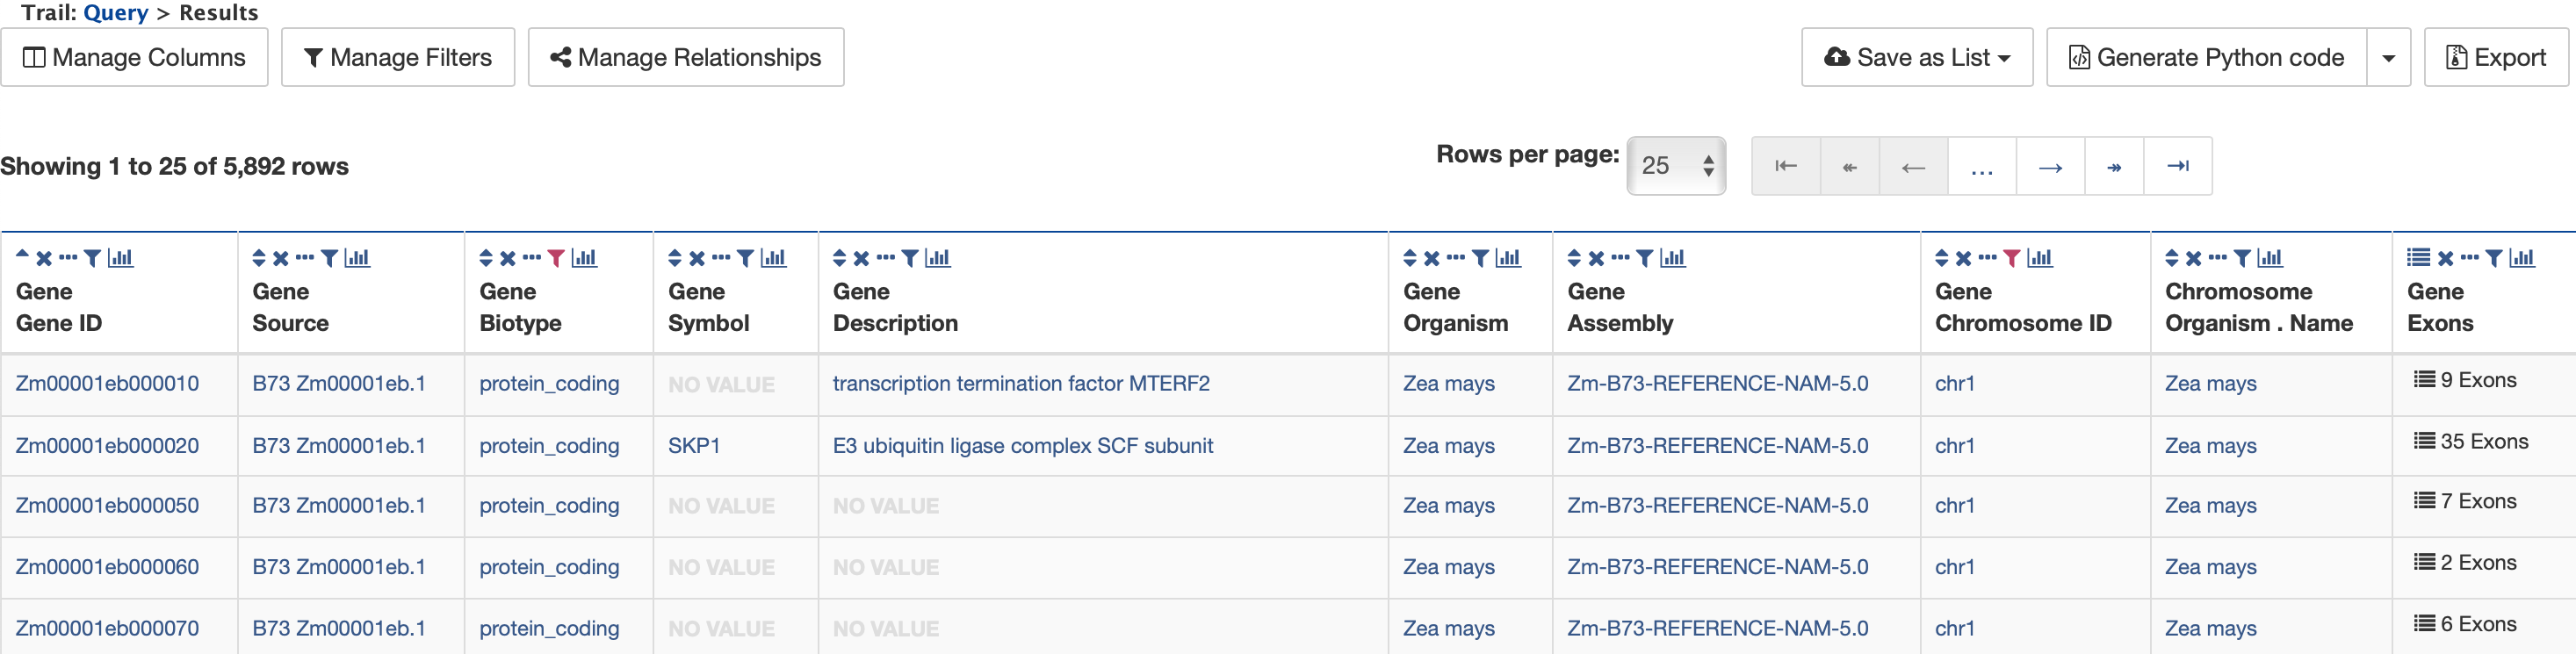 Trail: Query > Results
Manage Columns Manage Filters Manage Relationships Save as List Generate Python code Export
Showing 1 to 25 of 5,892 rows Rows per page: 25 ...
Gene Gene Gene Gene Gene Gene Gene Gene Chromosome Gene
Gene ID Source Biotype Symbol Description Organism Assembly Chromosome ID Organism . Name Exons
Zm00001eb000010 B73 Zm00001eb.1 protein_coding NO VALUE transcription termination factor MTERF2 Zea mays Zm-B73-REFERENCE-NAM-5.0 chr1 Zea mays 9 Exons
Zm00001eb000020 B73 Zm00001eb.1 protein_coding SKP1 E3 ubiquitin ligase complex SCF subunit Zea mays Zm-B73-REFERENCE-NAM-5.0 chr1 Zea mays 35 Exons
Zm00001eb000050 B73 Zm00001eb.1 protein_coding NO VALUE NO VALUE Zea mays Zm-B73-REFERENCE-NAM-5.0 chr1 Zea mays 7 Exons
Zm00001eb000060 B73 Zm00001eb.1 protein_coding NO VALUE NO VALUE Zea mays Zm-B73-REFERENCE-NAM-5.0 chr1 Zea mays 2 Exons
Zm00001eb000070 B73 Zm00001eb.1 protein_coding NO VALUE NO VALUE Zea mays Zm-B73-REFERENCE-NAM-5.0 chr1 Zea mays 6 Exons